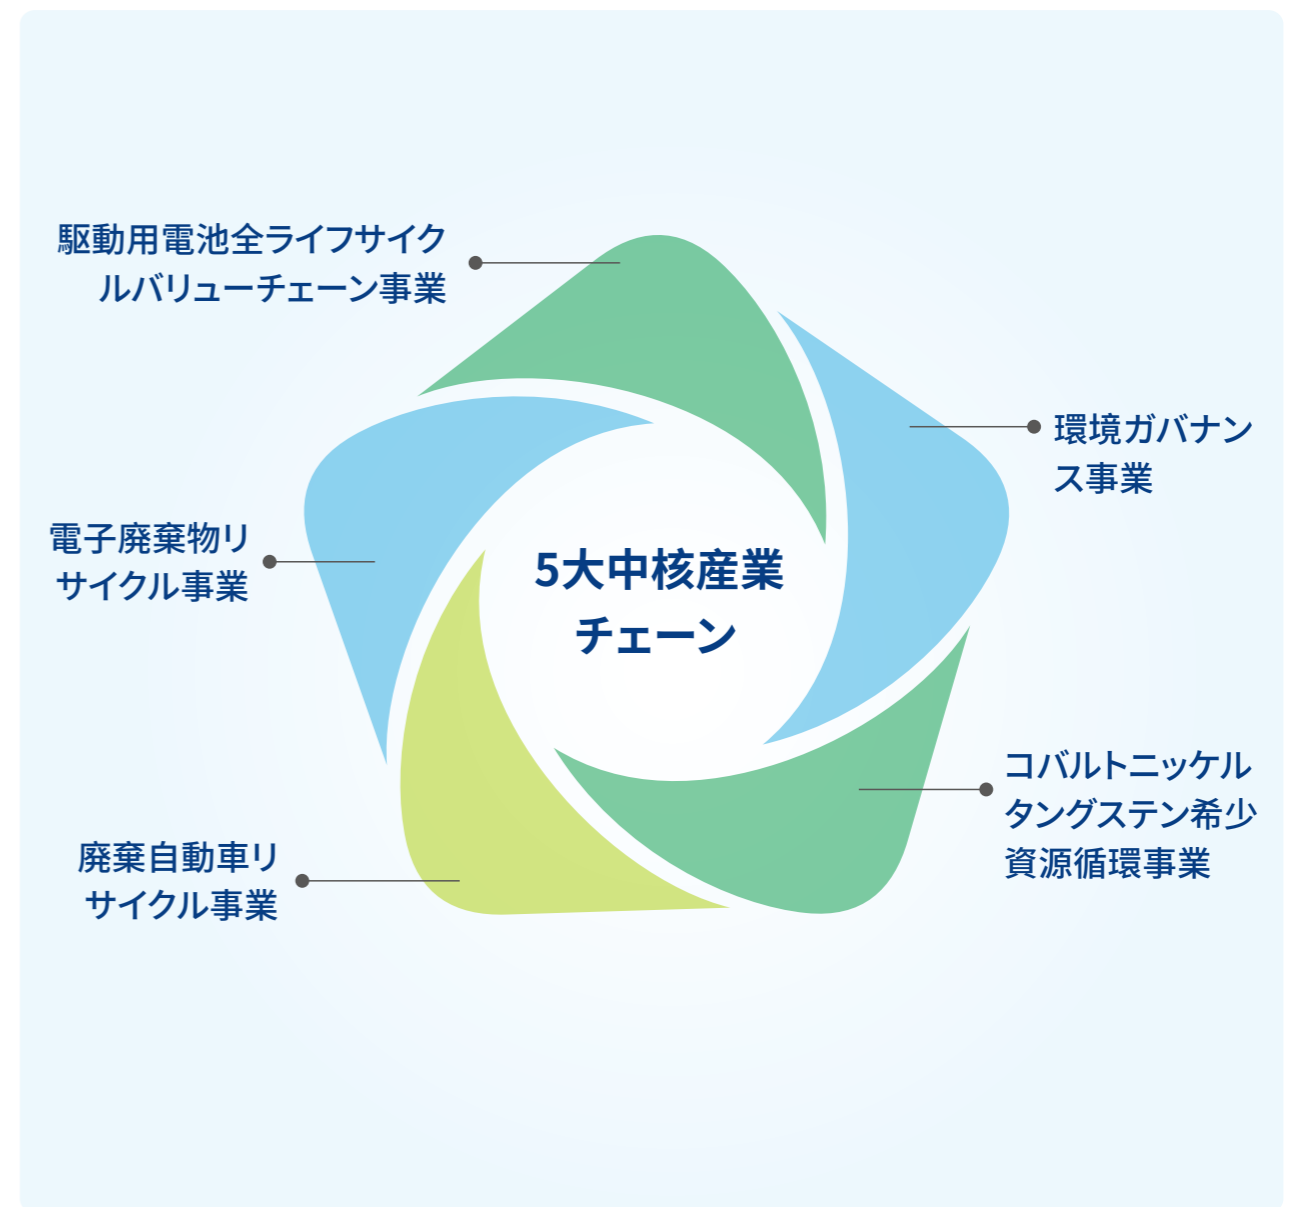 駆動用電池全ライフサイク
ルバリューチェーン事業
環境ガバナン
ス事業
電子廃棄物リ
サイクル事業
5大中核産業
チェーン
コバルトニッケル
タングステン希少
資源循環事業
廃棄自動車リ
サイクル事業